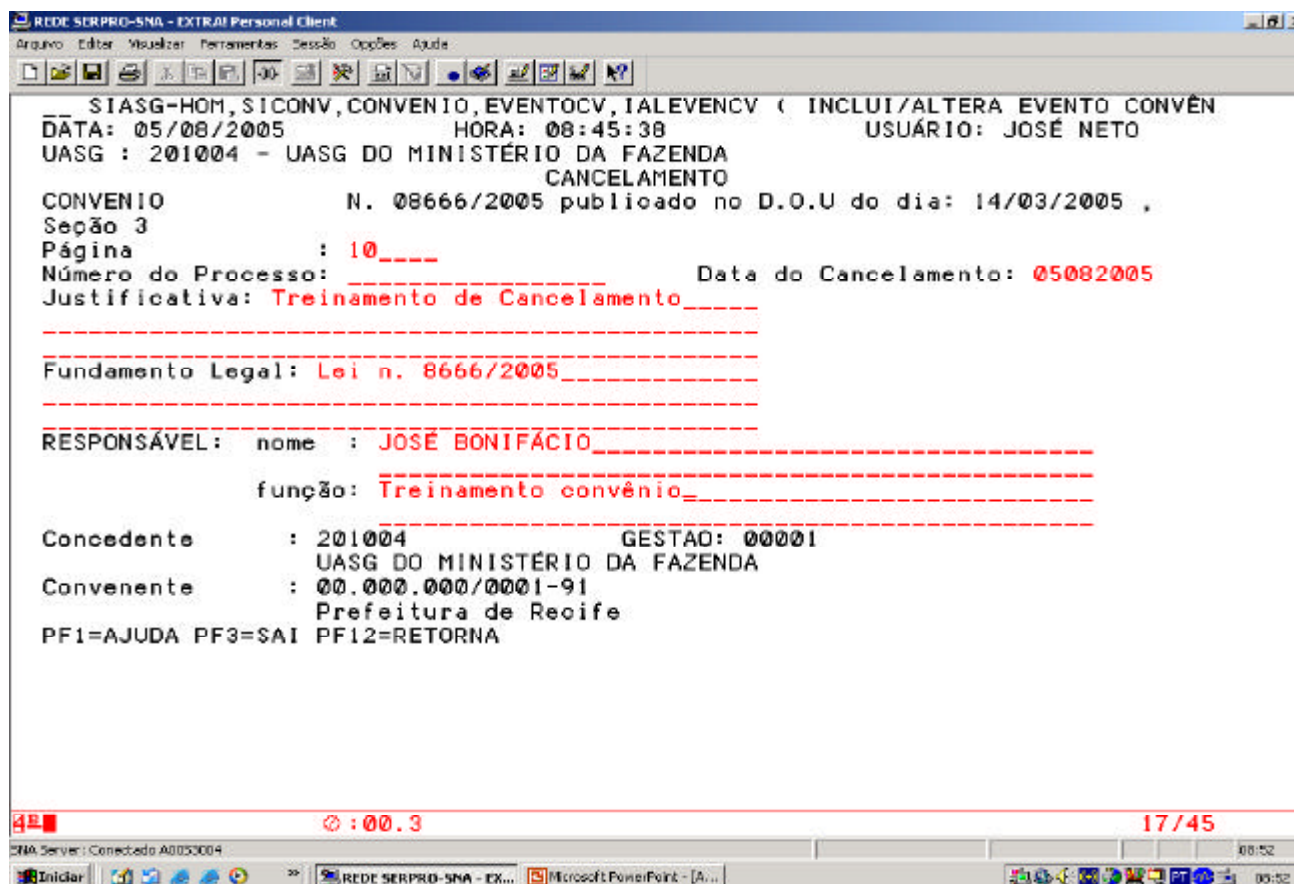 REDE SERPRO-SNA - EXTRA! Personal Client
Arquivo Editar Visualizar Ferramentas Sessão Opções Ajuda
__ SIASG-HOM,SICONV,CONVENIO,EVENTOCV,IALEVENCV ( INCLUI/ALTERA EVENTO CONVÊN
DATA: 05/08/2005 HORA: 08:45:38 USUÁRIO: JOSÉ NETO
UASG : 201004 - UASG DO MINISTÉRIO DA FAZENDA
CANCELAMENTO
CONVENIO N. 08666/2005 publicado no D.O.U do dia: 14/03/2005 ,
Seção 3
Página : 10____
Número do Processo: _________________ Data do Cancelamento: 05082005
Justificativa: Treinamento de Cancelamento_____
Fundamento Legal: Lei n. 8666/2005_____________
RESPONSÁVEL: nome : JOSÉ BONIFÁCIO_________________________________
função: Treinamento convênio___________________________
Concedente : 201004 GESTAO: 00001
UASG DO MINISTÉRIO DA FAZENDA
Convenente : 00.000.000/0001-91
Prefeitura de Recife
PF1=AJUDA PF3=SAI PF12=RETORNA
:00.3 17/45
SNA Server: Conectado A0053004 08:52
Iniciar » REDE SERPRO-SNA - EX... Microsoft PowerPoint - [A... PT 08:52